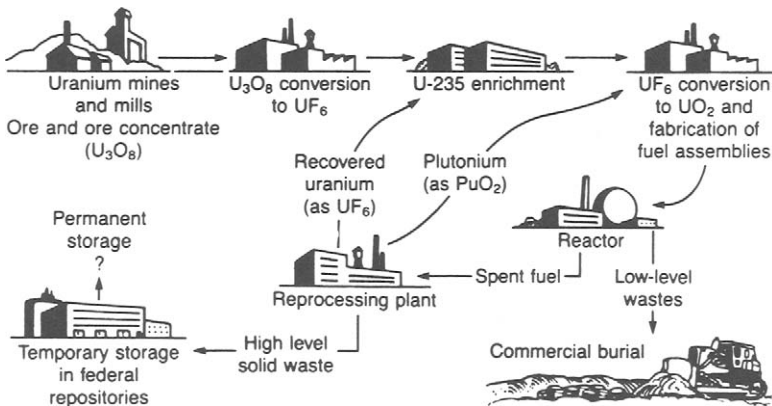 Uranium mines
and mills
Ore and ore concentrate
(U₃O₈)
U₃O₈ conversion
to UF₆
U-235 enrichment
UF₆ conversion
to UO₂ and
fabrication of
fuel assemblies
Recovered
uranium
(as UF₆)
Plutonium
(as PuO₂)
Reactor
Spent fuel
Low-level
wastes
Commercial burial
Reprocessing plant
High level
solid waste
Permanent
storage
?
Temporary storage
in federal
repositories